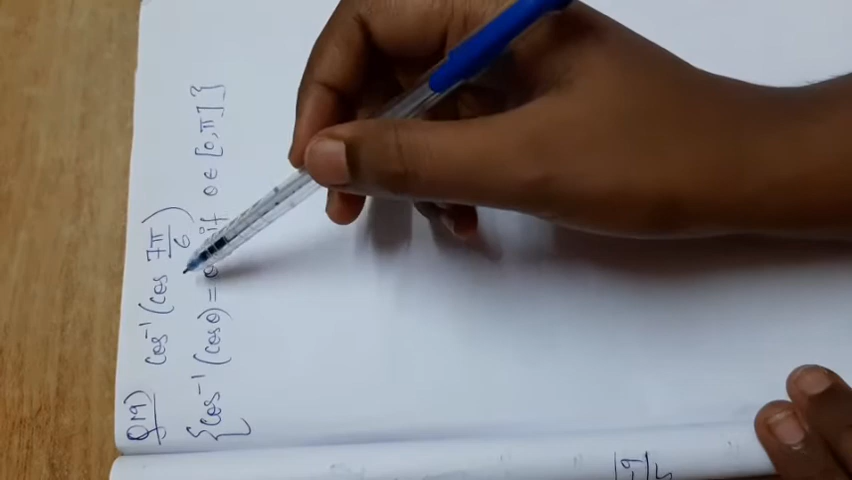 Q19) cos⁻¹(cos 7π/6)
{cos⁻¹(cosθ) = θ if θ ∈ [0,π]}